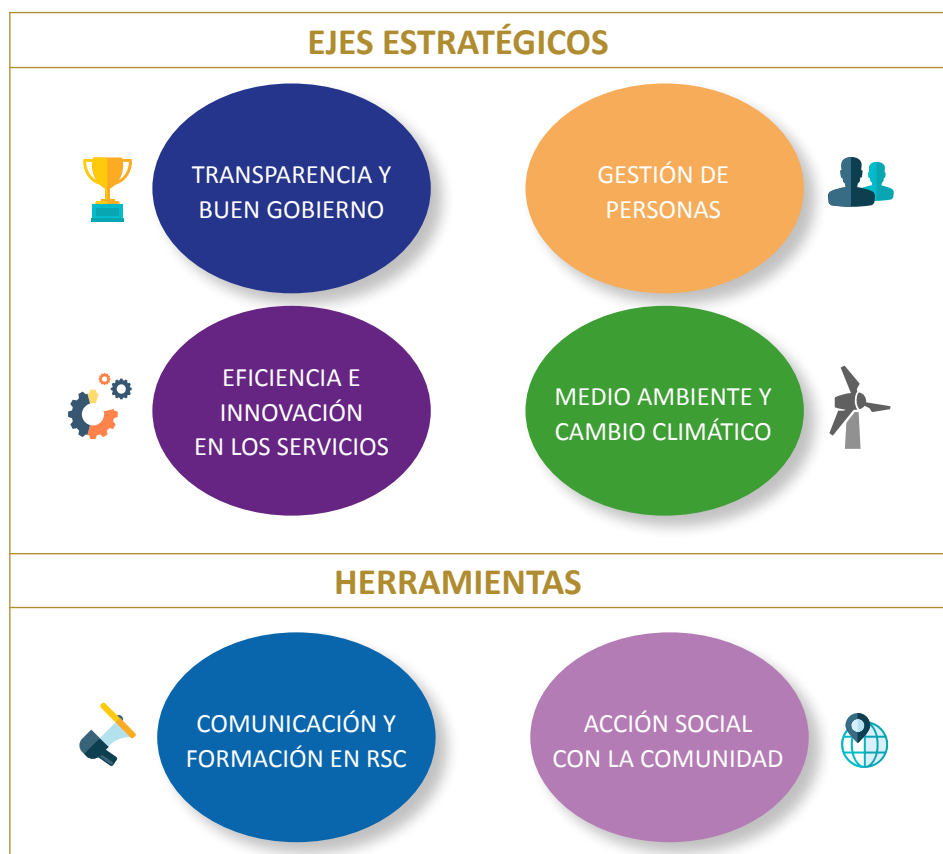 EJES ESTRATÉGICOS
TRANSPARENCIA Y
BUEN GOBIERNO
GESTIÓN DE
PERSONAS
EFICIENCIA E
INNOVACIÓN
EN LOS SERVICIOS
MEDIO AMBIENTE Y
CAMBIO CLIMÁTICO
HERRAMIENTAS
COMUNICACIÓN Y
FORMACIÓN EN RSC
ACCIÓN SOCIAL
CON LA COMUNIDAD